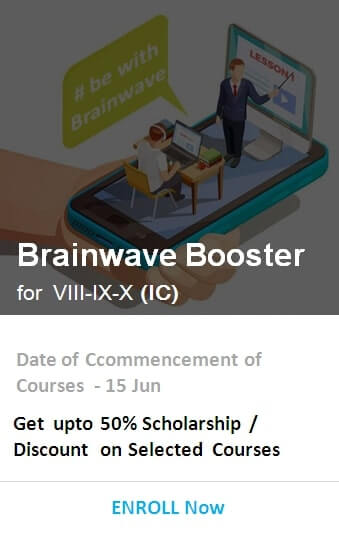 # be with
Brainwave
LESSON 1
Brainwave Booster
for VIII-IX-X (IC)
Date of Ccommencement of
Courses - 15 Jun
Get upto 50% Scholarship /
Discount on Selected Courses
ENROLL Now